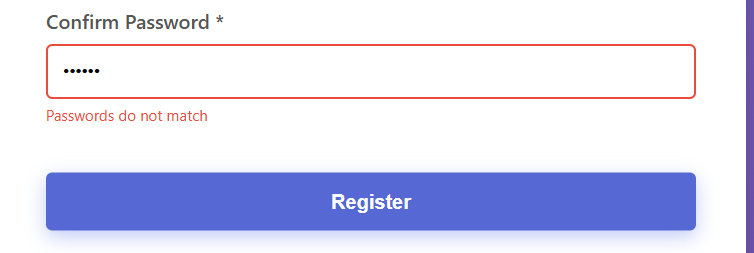 Confirm Password *
••••••
Passwords do not match
Register